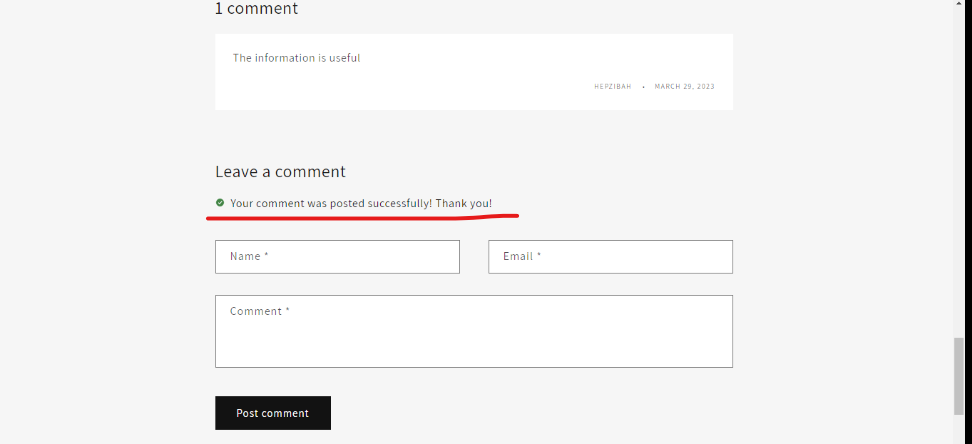 1 comment
The information is useful
HEPZIBAH • MARCH 29, 2023
Leave a comment
Your comment was posted successfully! Thank you!
Name * Email *
Comment *
Post comment